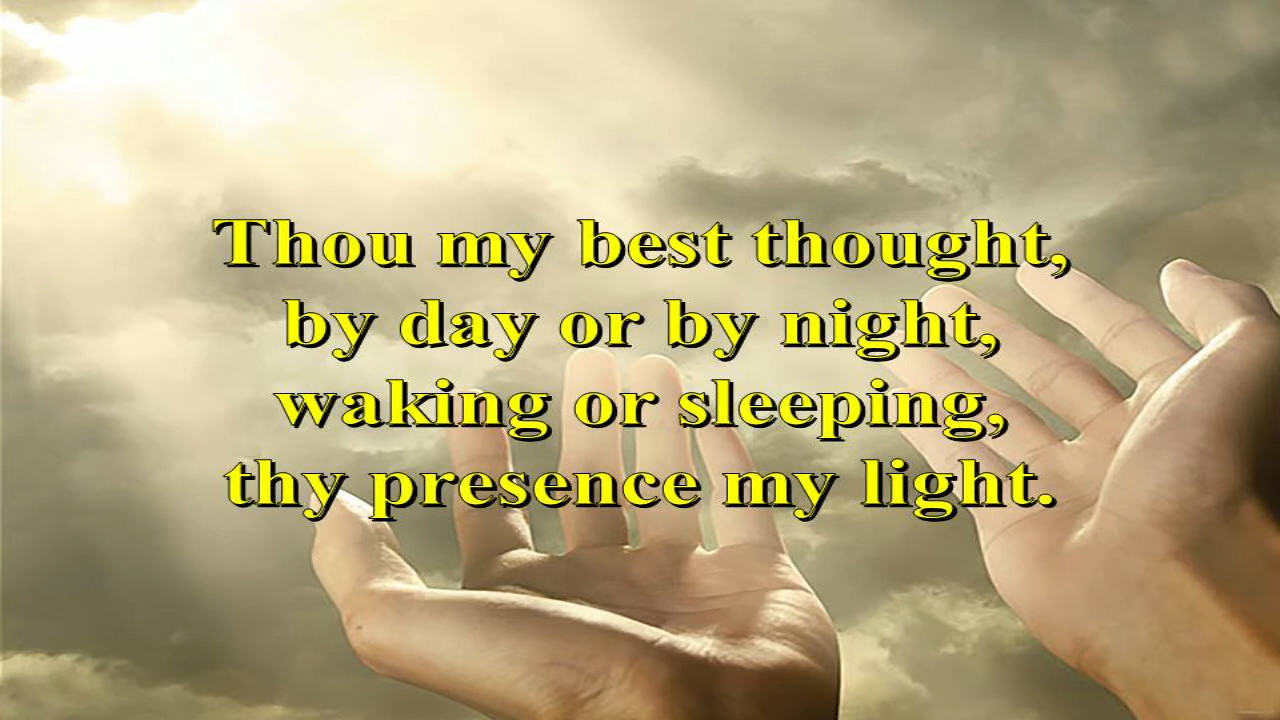 Thou my best thought,
by day or by night,
waking or sleeping,
thy presence my light.